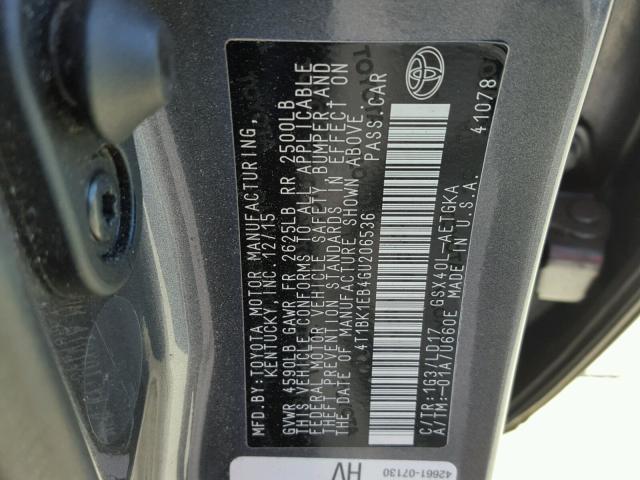 MFD. BY:TOYOTA MOTOR MANUFACTURING,
KENTUCKY, INC. 12/15
GVWR 4590LB GAWR FR 2625LB RR 2500LB
THIS VEHICLE CONFORMS TO ALL APPLICABLE
FEDERAL MOTOR VEHICLE SAFETY BUMPER,AND
THEFT PREVENTION STANDARDS IN EFFECT ON
THE DATE OF MANUFACTURE SHOWN ABOVE.
4T1BK1EB4GU206536 PASS.CAR
C/TR:1G3/LD17 GSX40L-AETGKA
A/TM:-01A/U660E MADE IN U.S.A.
41078
42661-07130
HV